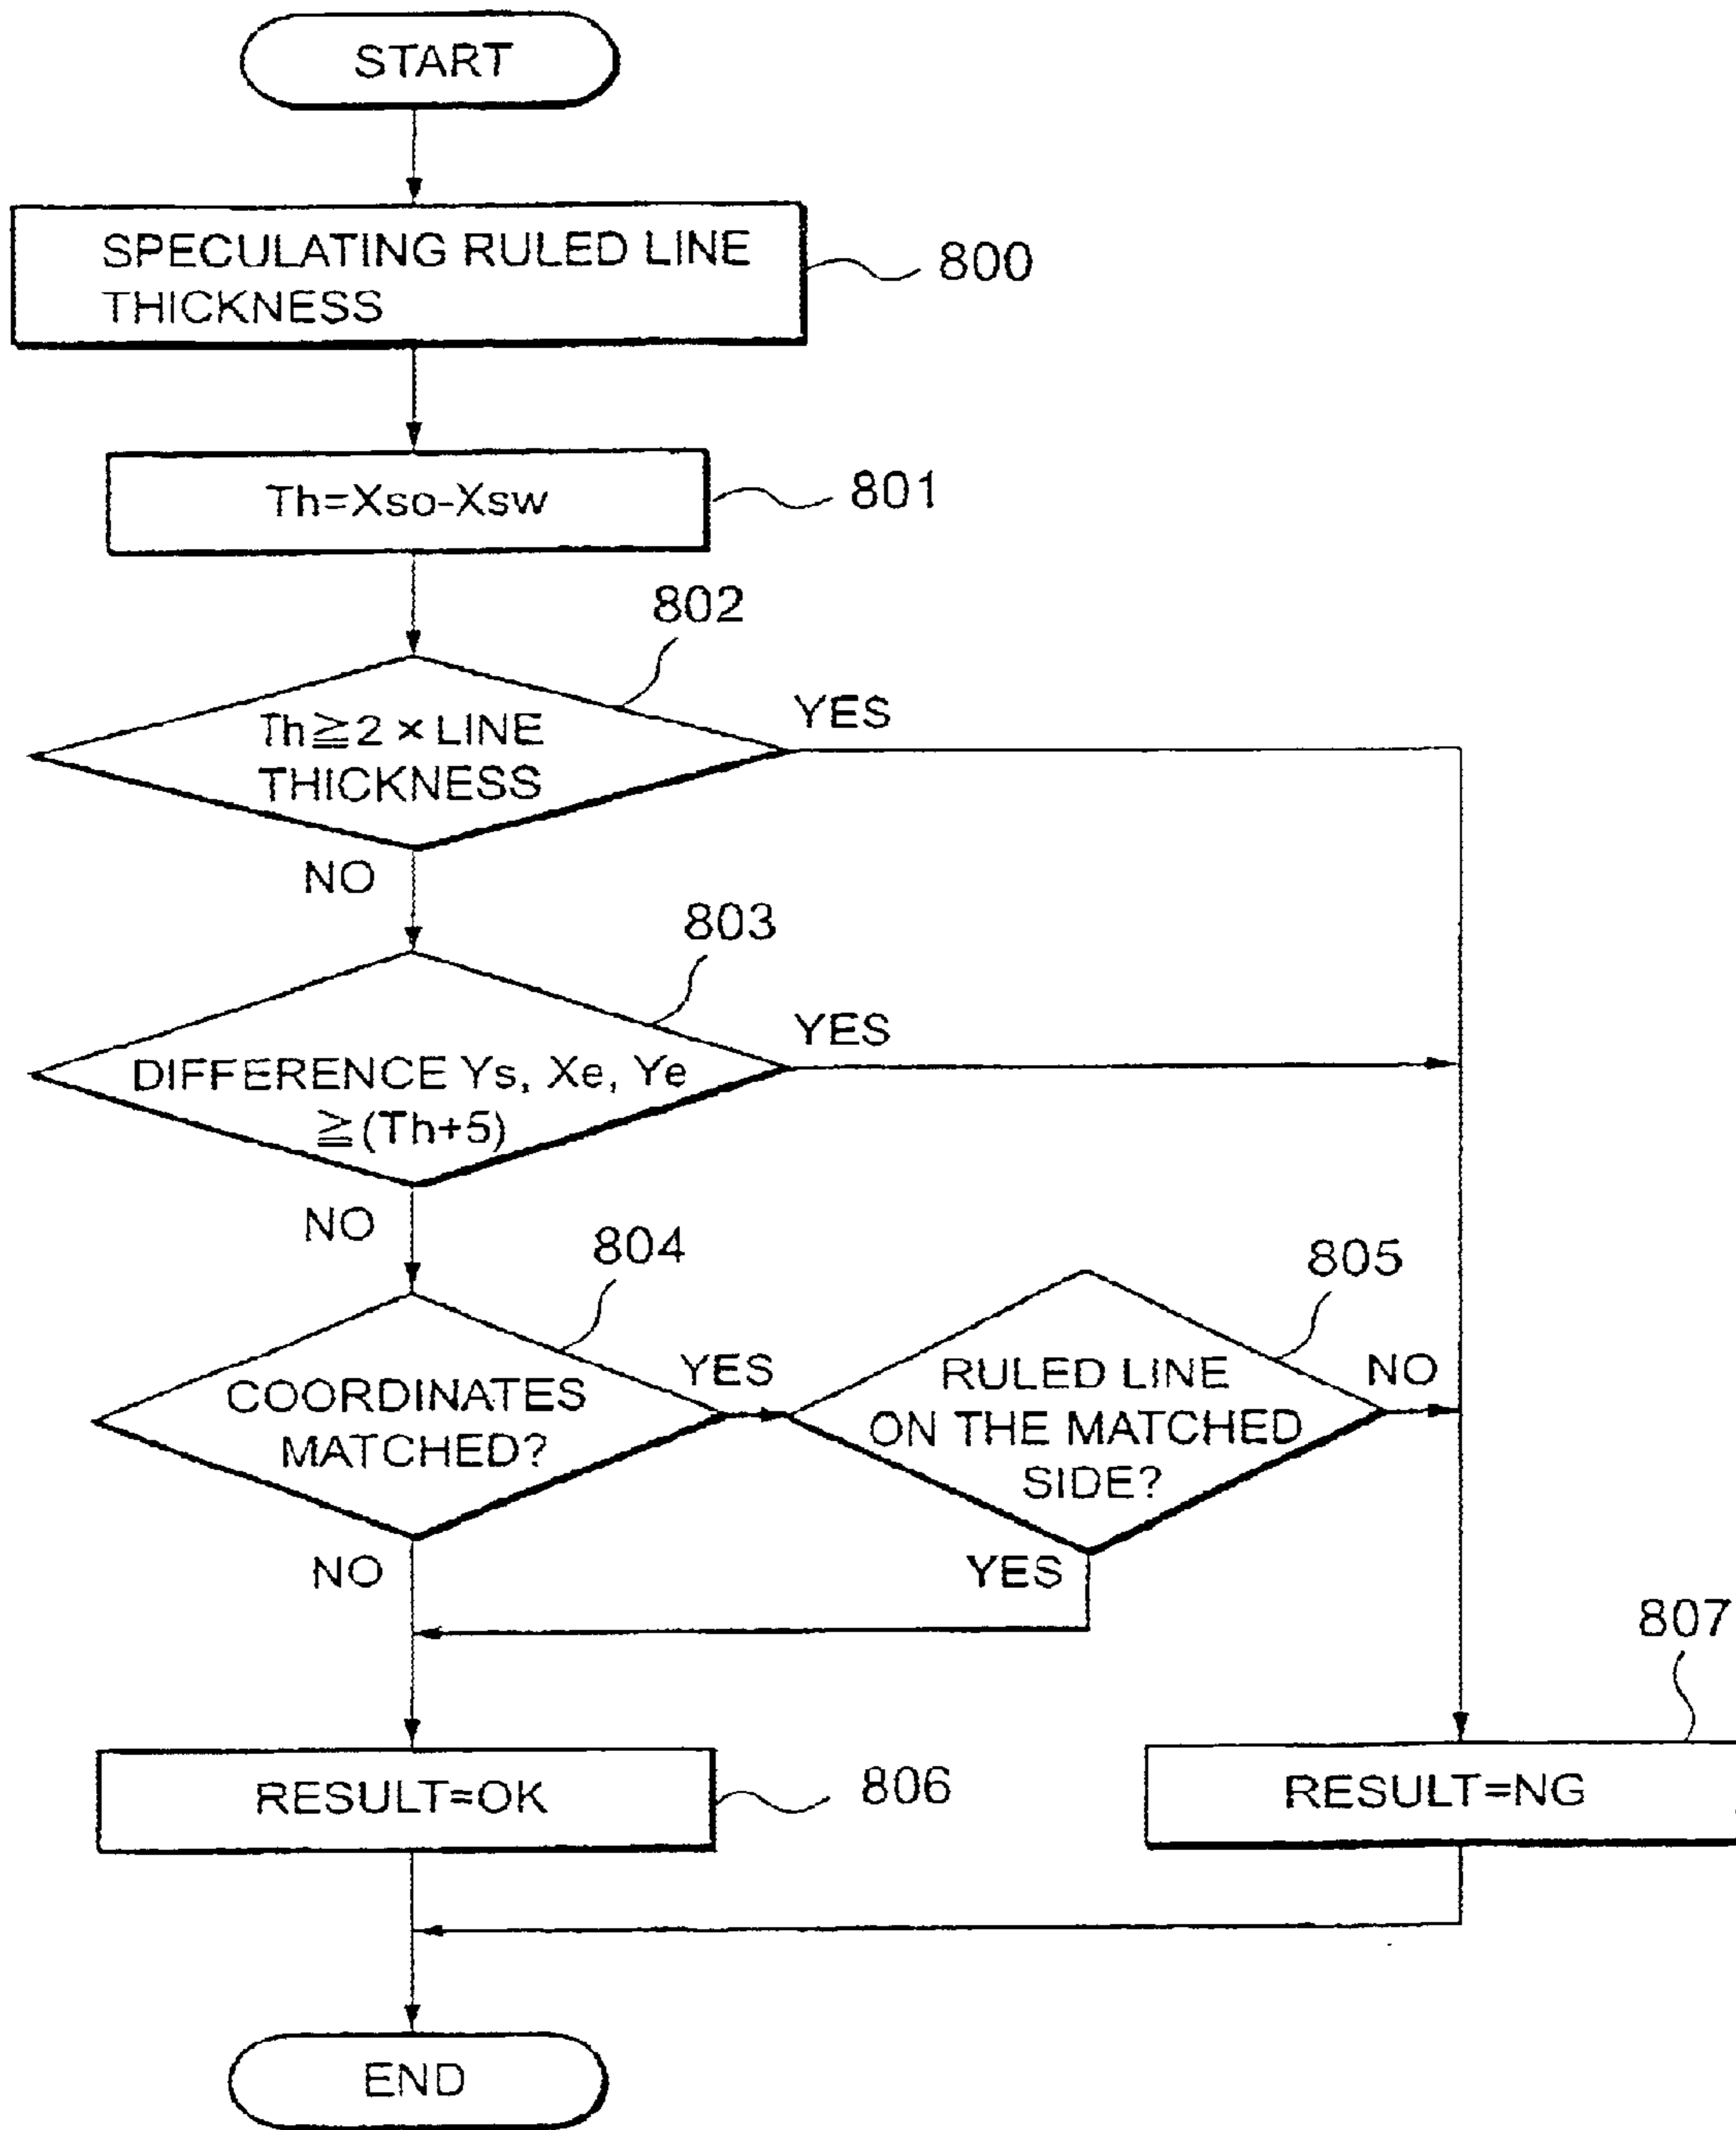 START
SPECULATING RULED LINE
THICKNESS
800
Th=Xso-Xsw
801
802
Th≧2 × LINE
THICKNESS
YES
NO
803
DIFFERENCE Ys, Xe, Ye
≧(Th+5)
YES
NO
804
COORDINATES
MATCHED?
YES
NO
805
RULED LINE
ON THE MATCHED
SIDE?
NO
YES
RESULT=OK
806
807
RESULT=NG
END